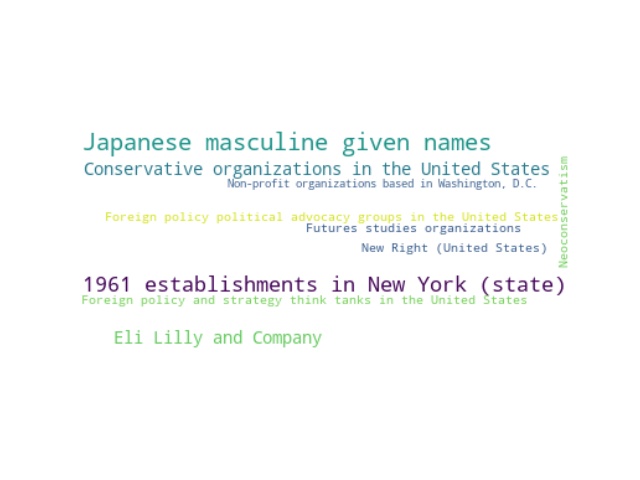 Japanese masculine given names
Conservative organizations in the United States
Non-profit organizations based in Washington, D.C.
Neoconservatism
Foreign policy political advocacy groups in the United States
Futures studies organizations
New Right (United States)
1961 establishments in New York (state)
Foreign policy and strategy think tanks in the United States
Eli Lilly and Company